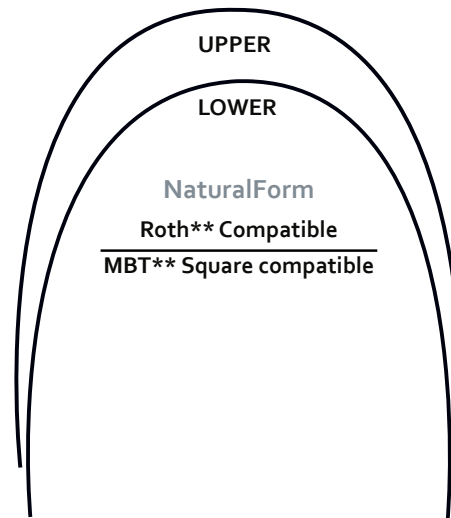 UPPER
LOWER
NaturalForm
Roth** Compatible
MBT** Square compatible